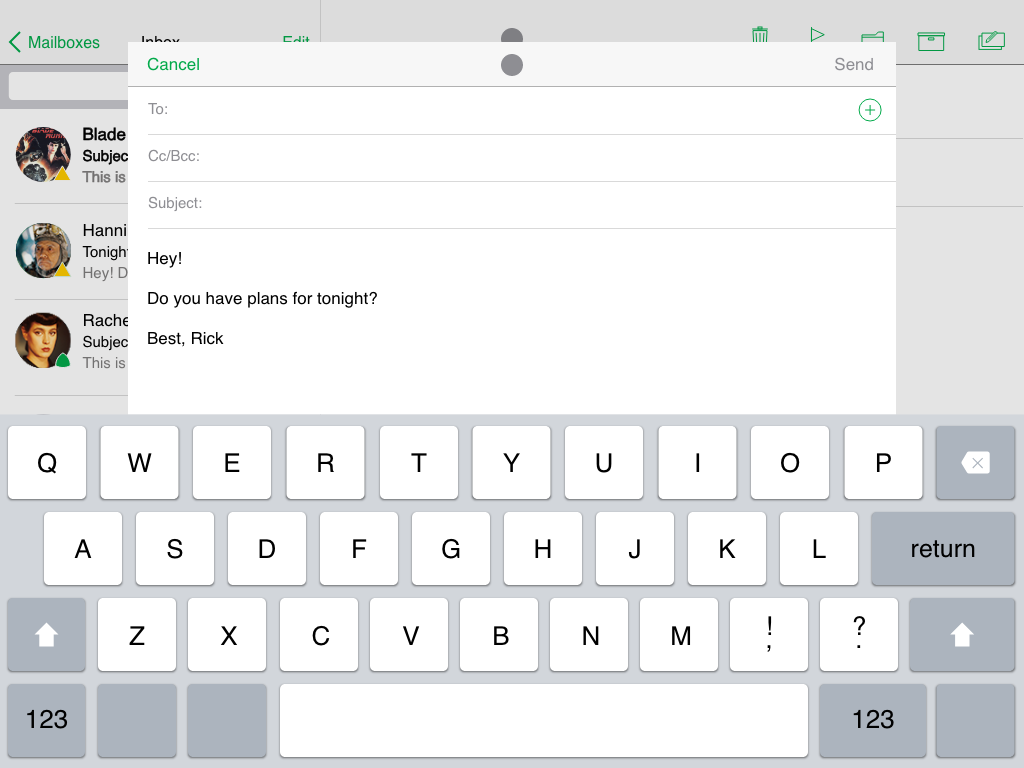 Mailboxes
Inbox
Edit
Cancel
Send
To:
Cc/Bcc:
Subject:
Blade
Subjec
This is
Hanni
Tonight
Hey! D
Rache
Subjec
This is
Hey!
Do you have plans for tonight?
Best, Rick
Q W E R T Y U I O P
A S D F G H J K L return
Z X C V B N M ! , ? .
123 123